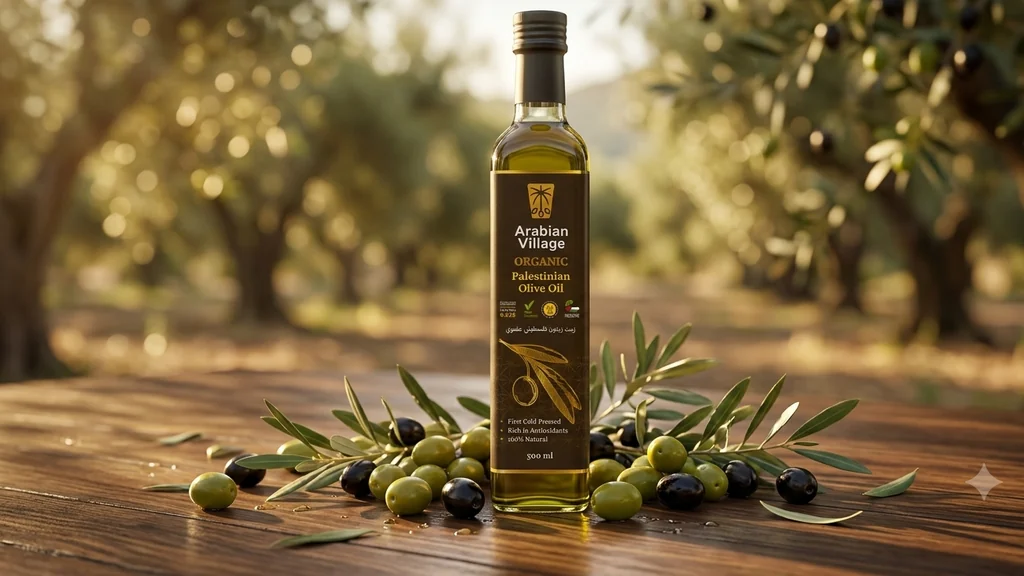 Arabian
Village
ORGANIC
Palestinian
Olive Oil
زيت زيتون فلسطيني عضوي
First Cold Pressed
Rich in Antioxidants
100% Natural
500 ml